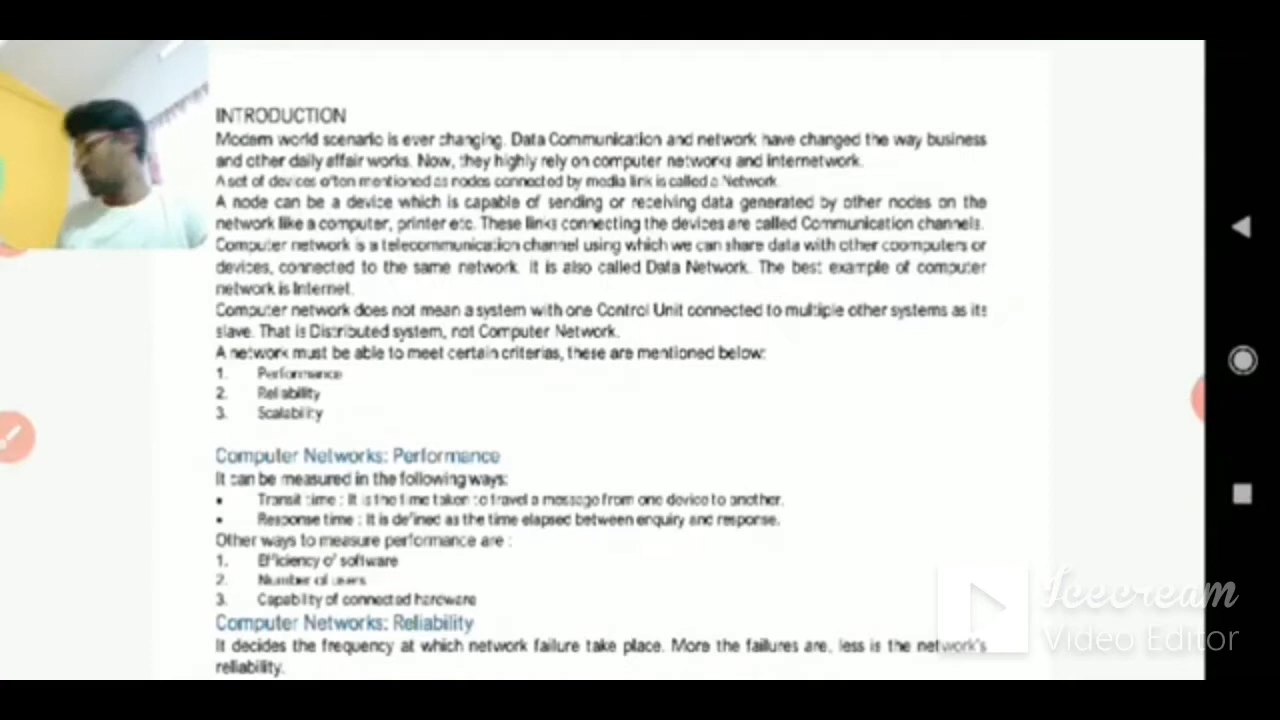 INTRODUCTION
Modern world scenario is ever changing. Data Communication and network have changed the way business
and other daily affair works. Now, they highly rely on computer networks and internetwork.
A set of devices often mentioned as nodes connected by media link is called a Network.
A node can be a device which is capable of sending or receiving data generated by other nodes on the
network like a computer, printer etc. These links connecting the devices are called Communication channels.
Computer network is a telecommunication channel using which we can share data with other coomputers or
devices, connected to the same network. It is also called Data Network. The best example of computer
network is Internet.
Computer network does not mean a system with one Control Unit connected to multiple other systems as its
slave. That is Distributed system, not Computer Network.
A network must be able to meet certain criterias, these are mentioned below:
1. Performance
2. Reliability
3. Scalability
Computer Networks: Performance
It can be measured in the following ways:
• Transit time : It is the time taken to travel a message from one device to another.
• Response time : It is defined as the time elapsed between enquiry and response.
Other ways to measure performance are :
1. Efficiency of software
2. Number of users
3. Capability of connected hardware
Computer Networks: Reliability
It decides the frequency at which network failure take place. More the failures are, less is the network's
reliability.
Icecream
Video Editor